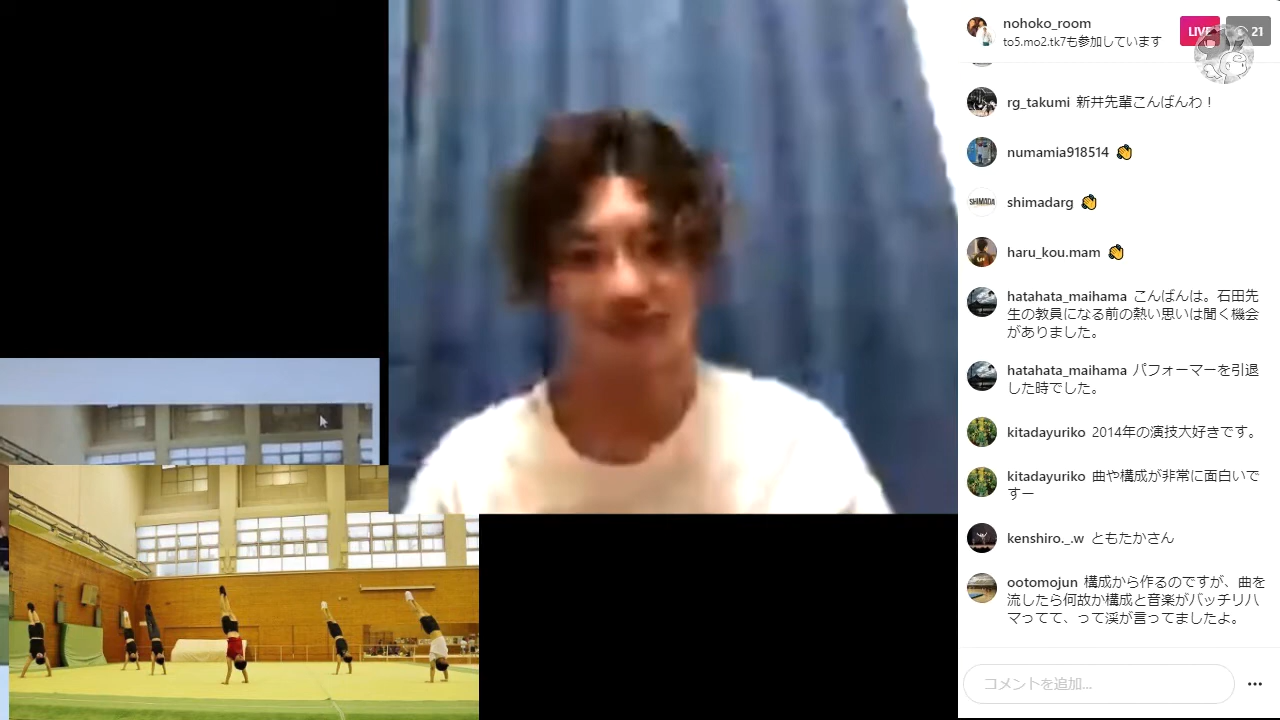 nohoko_room
to5.mo2.tk7も参加しています
LIVE
21
rg_takumi 新井先輩こんばんわ！
numamia918514 👏
shimadarg 👏
SHIMADA
haru_kou.mam 👏
hatahata_maihama こんばんは。石田先
生の教員になる前の熱い思いは聞く機会
がありました。
hatahata_maihama パフォーマーを引退
した時でした。
kitadayuriko 2014年の演技大好きです。
kitadayuriko 曲や構成が非常に面白いで
すー
kenshiro._.w ともたかさん
ootomojun 構成から作るのですが、曲を
流したら何故か構成と音楽がバッチリハ
マってて、って渓が言ってましたよ。
コメントを追加...